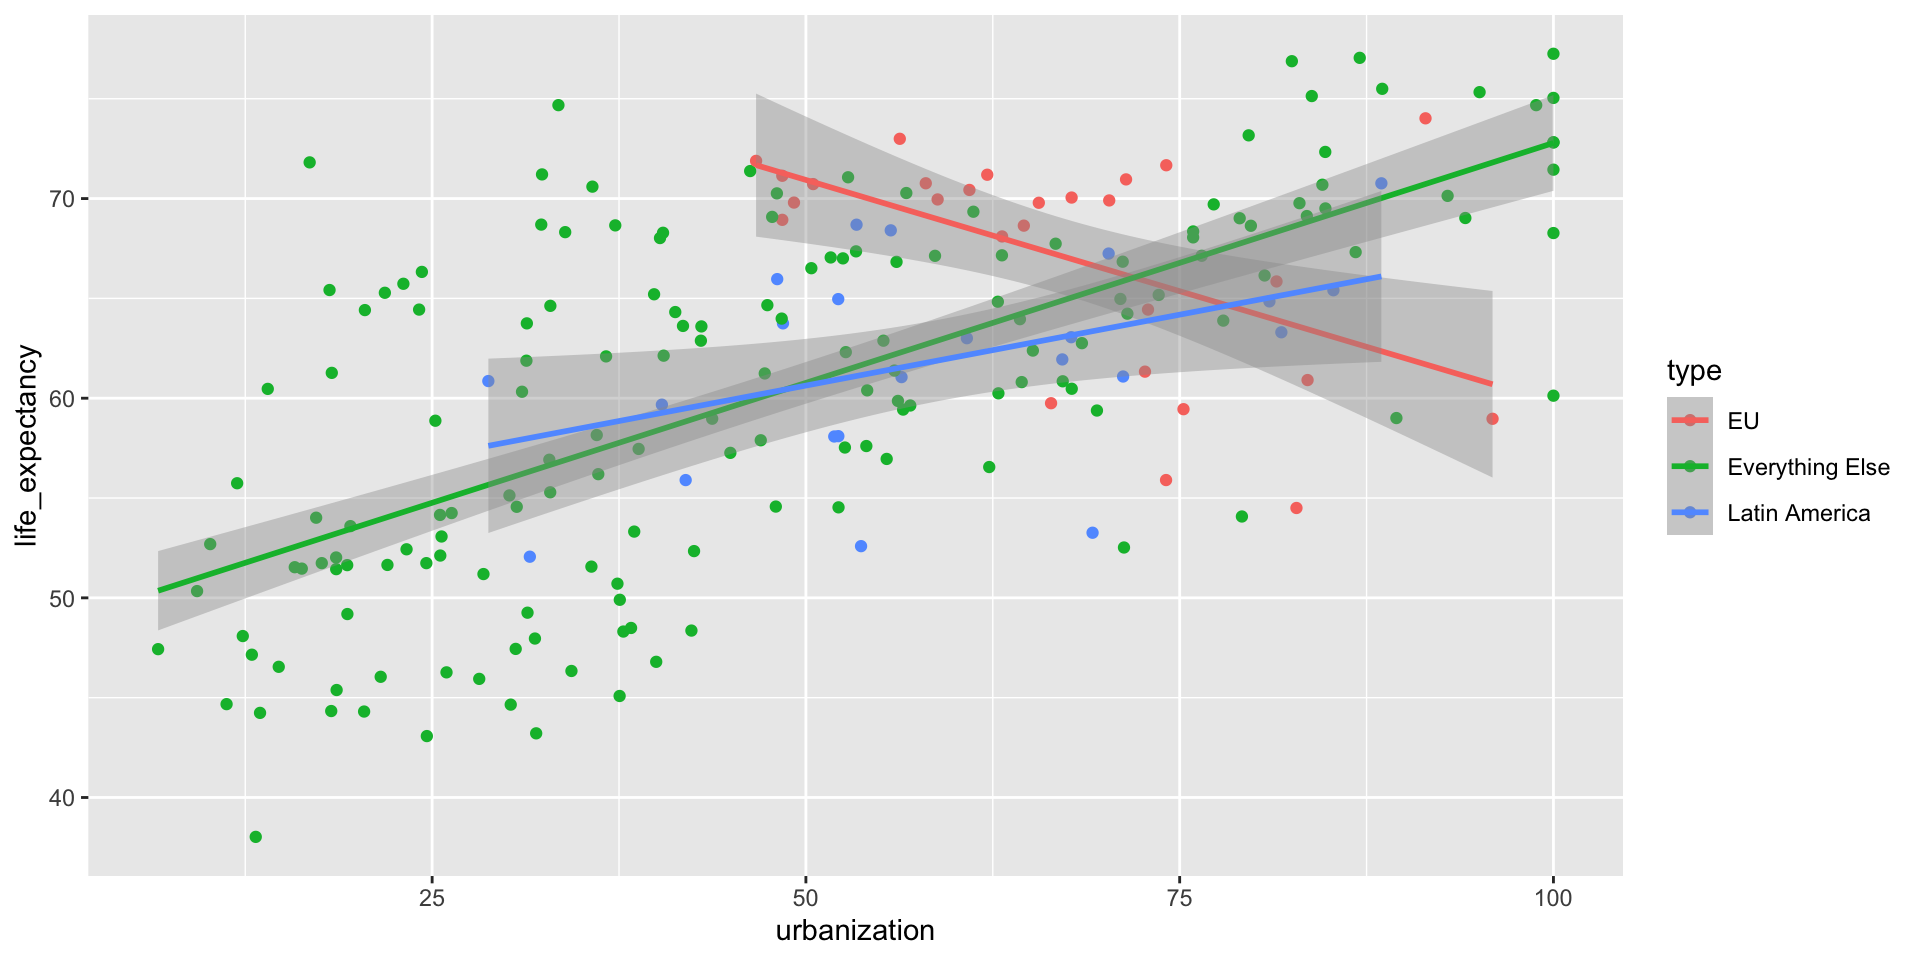 life_expectancy
70
60
50
40
25 50 75 100
urbanization
type
EU
Everything Else
Latin America